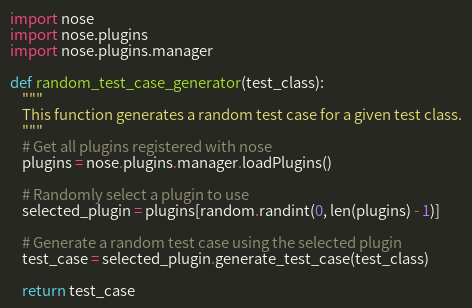 import nose
import nose.plugins
import nose.plugins.manager
def random_test_case_generator(test_class):
"""
This function generates a random test case for a given test class.
"""
# Get all plugins registered with nose
plugins = nose.plugins.manager.loadPlugins()
# Randomly select a plugin to use
selected_plugin = plugins[random.randint(0, len(plugins) - 1)]
# Generate a random test case using the selected plugin
test_case = selected_plugin.generate_test_case(test_class)
return test_case